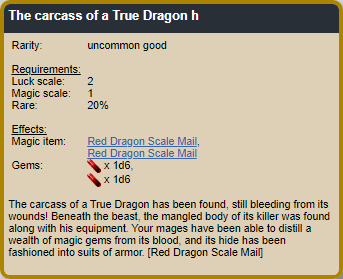 The carcass of a True Dragon h
Rarity: uncommon good
Requirements:
Luck scale: 2
Magic scale: 1
Rare: 20%
Effects:
Magic item: Red Dragon Scale Mail,
Red Dragon Scale Mail
Gems: x 1d6,
x 1d6
The carcass of a True Dragon has been found, still bleeding from its
wounds! Beneath the beast, the mangled body of its killer was found
along with his equipment. Your mages have been able to distill a
wealth of magic gems from its blood, and its hide has been
fashioned into suits of armor. [Red Dragon Scale Mail]